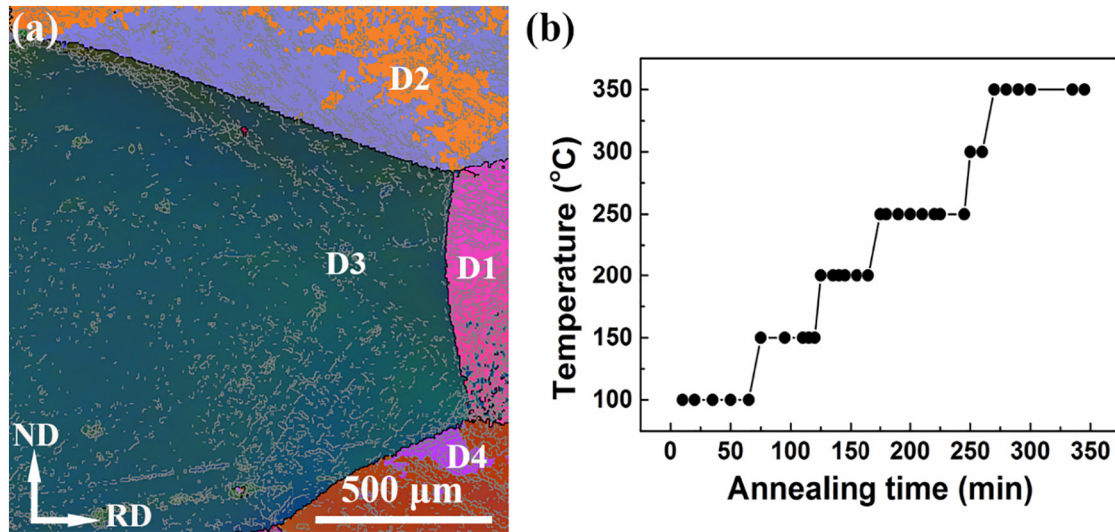 (a)
D2
D3
D1
D4
ND
RD
500 μm
(b)
Temperature (°C)
350
300
250
200
150
100
0 50 100 150 200 250 300 350
Annealing time (min)